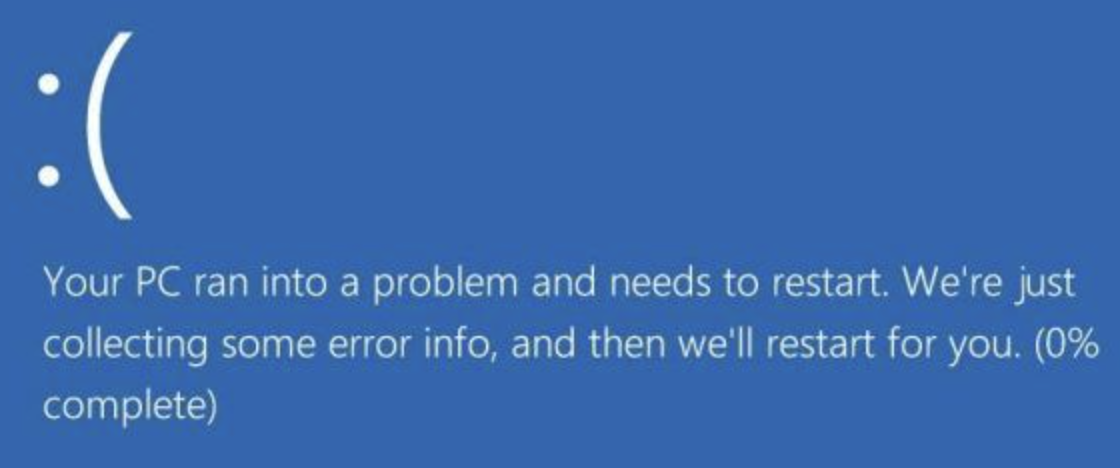 :(
Your PC ran into a problem and needs to restart. We're just
collecting some error info, and then we'll restart for you. (0%
complete)